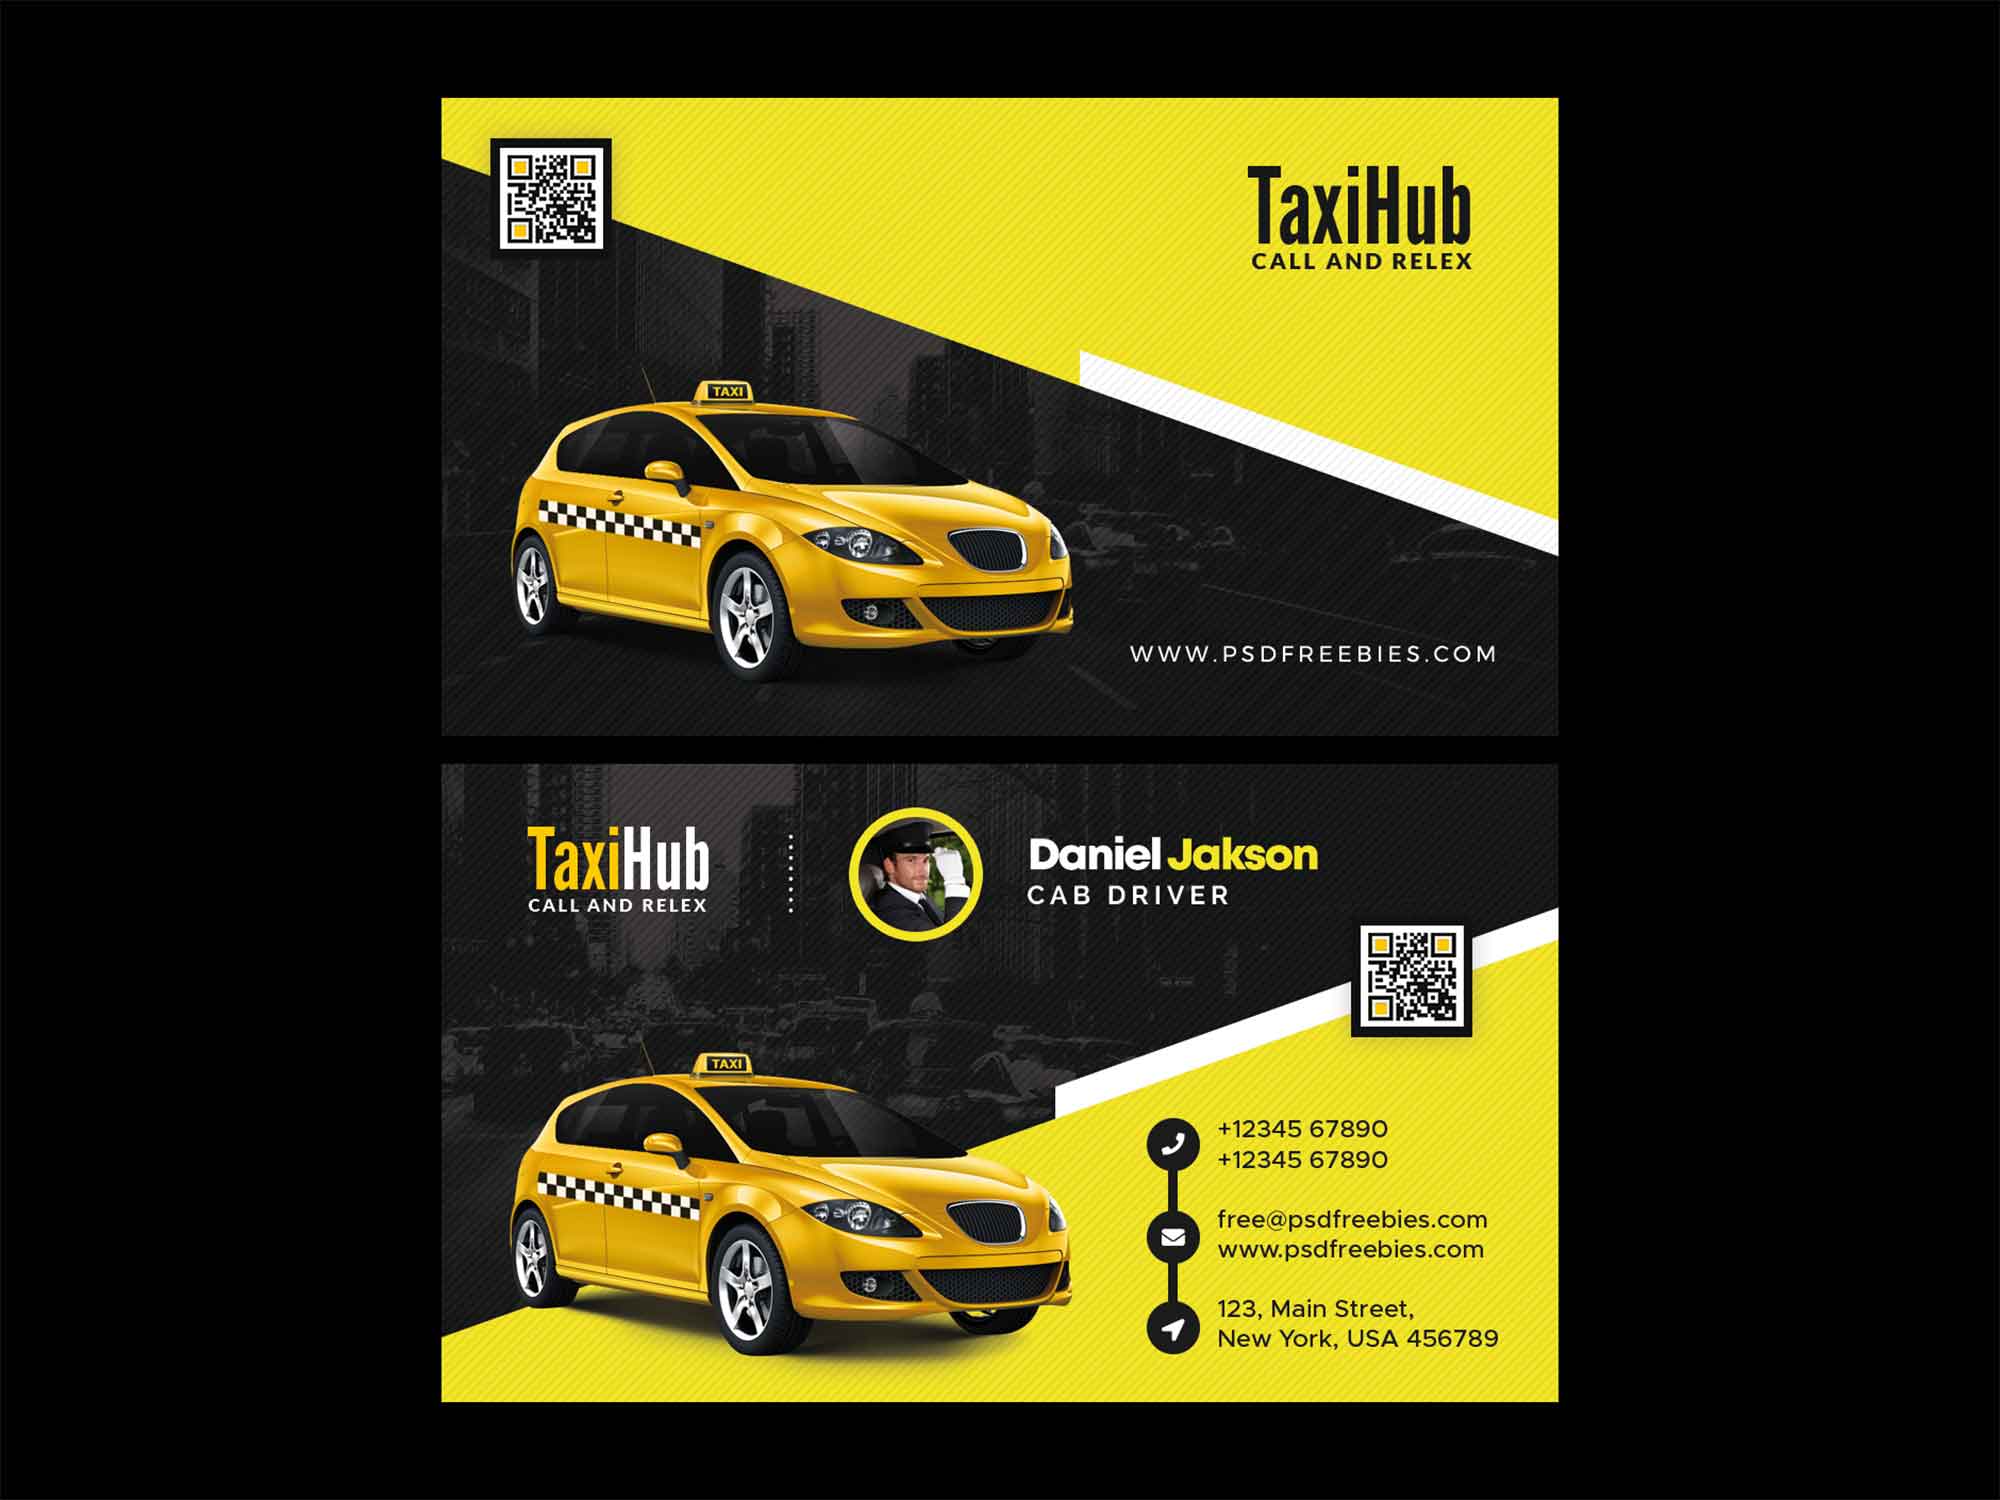 TaxiHub
CALL AND RELEX
TAXI
WWW.PSDFREEBIES.COM
TaxiHub
CALL AND RELEX
Daniel Jakson
CAB DRIVER
TAXI
+12345 67890
+12345 67890
free@psdfreebies.com
www.psdfreebies.com
123, Main Street,
New York, USA 456789